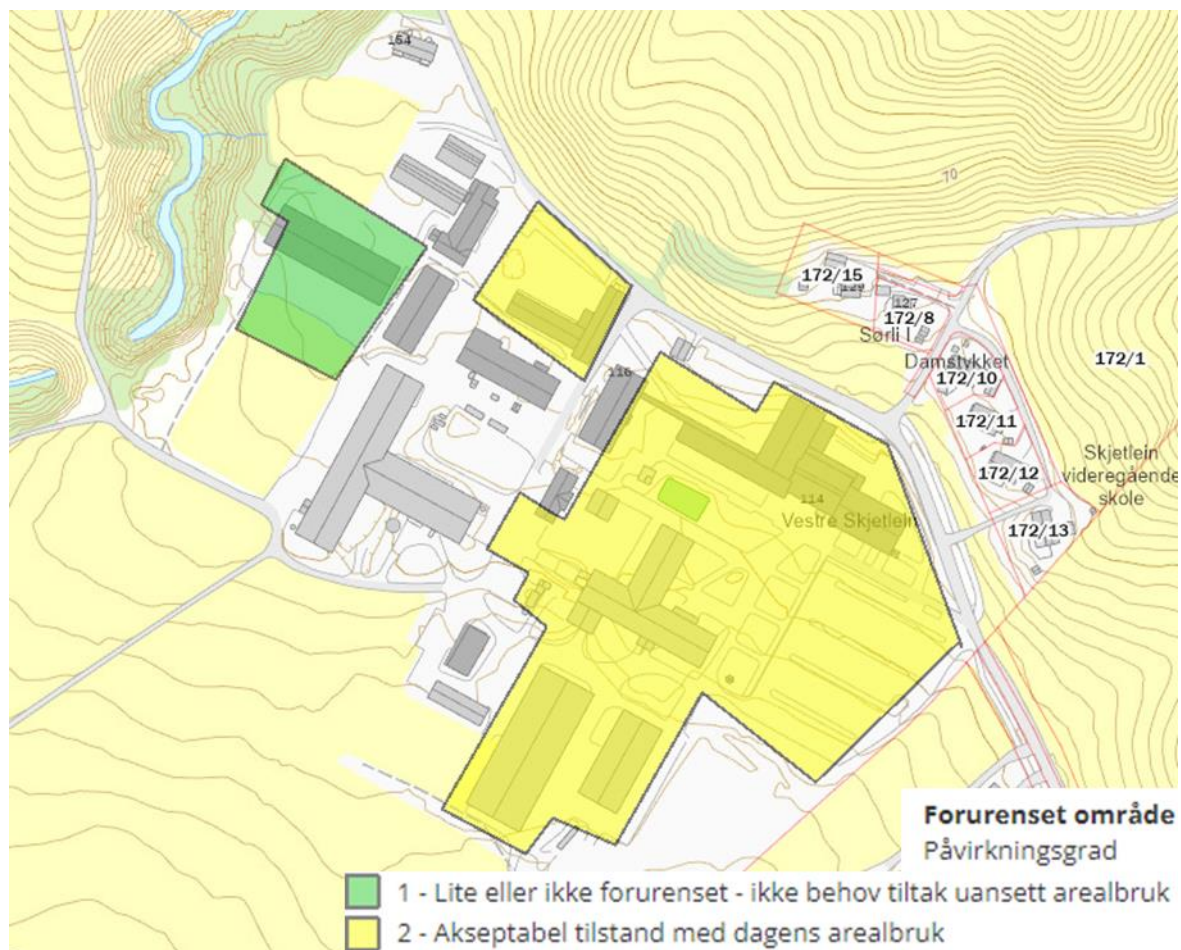 164
70
172/15
129
127
172/8
Sørli I
Damstykket
172/10
172/1
172/11
116
172/12
Skjetlein
videregående
skole
114
Vestre Skjetlein
172/13
Forurenset område
Påvirkningsgrad
1 - Lite eller ikke forurenset - ikke behov tiltak uansett arealbruk
2 - Akseptabel tilstand med dagens arealbruk